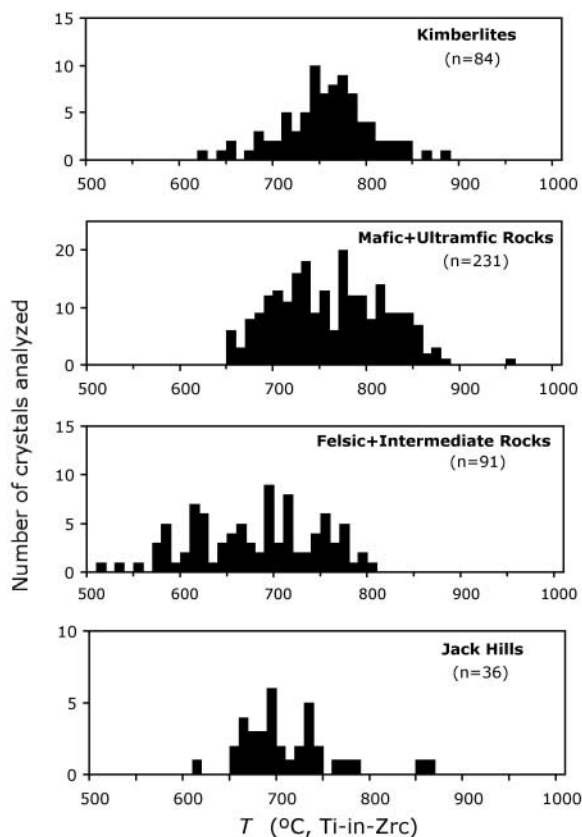 Number of crystals analyzed
15
10
5
0
Kimberlites
(n=84)
500 600 700 800 900 1000
20
10
0
Mafic+Ultramfic Rocks
(n=231)
500 600 700 800 900 1000
15
10
5
0
Felsic+Intermediate Rocks
(n=91)
500 600 700 800 900 1000
10
5
0
Jack Hills
(n=36)
500 600 700 800 900 1000
T (ºC, Ti-in-Zrc)